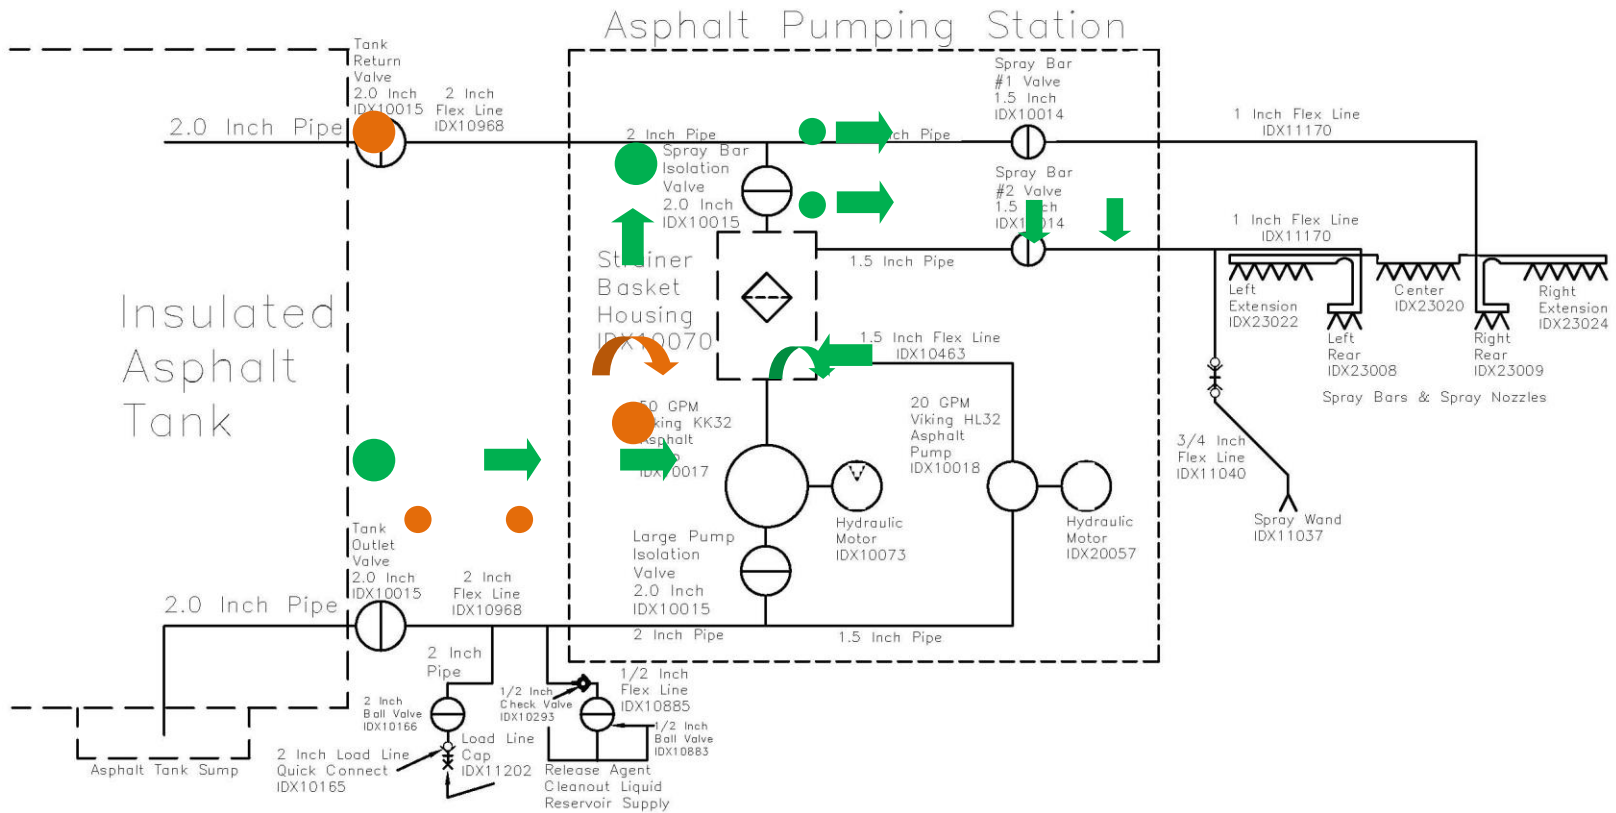 Asphalt Pumping Station
Tank
Return
Valve
2.0 Inch
IDX10015
2 Inch
Flex Line
IDX10968
2.0 Inch Pipe
2 Inch Pipe
Spray Bar
Isolation
Valve
2.0 Inch
IDX10015
Spray Bar
#1 Valve
1.5 Inch
IDX10014
Pipe
1 Inch Flex Line
IDX11170
Spray Bar
#2 Valve
1.5
1 Inch Flex Line
IDX11170
1.5 Inch Pipe
Basket
Housing
IDX10070
Insulated
Asphalt
Tank
Left
Extension
IDX23022
Center
IDX23020
Right
Extension
IDX23024
Left
Rear
IDX23008
Right
Rear
IDX23009
Spray Bars & Spray Nozzles
1.5 Inch Flex Line
IDX10463
GPM
KK32
20 GPM
Viking HL32
Asphalt
Pump
IDX10018
3/4 Inch
Flex Line
IDX11040
Spray Wand
IDX11037
Hydraulic
Motor
IDX10073
Hydraulic
Motor
IDX20057
Tank
Outlet
Valve
2.0 Inch
IDX10015
2 Inch
Flex Line
IDX10968
Large Pump
Isolation
Valve
2.0 Inch
IDX10015
2.0 Inch Pipe
2 Inch Pipe
1.5 Inch Pipe
2 Inch
Pipe
1/2 Inch
Flex Line
IDX10885
2 Inch
Ball Valve
IDX10166
1/2 Inch
Check Valve
IDX10293
1/2 Inch
Ball Valve
IDX10883
Load Line
Cap
IDX11202
2 Inch Load Line
Quick Connect
IDX10165
Asphalt Tank Sump
Release Agent
Cleanout Liquid
Reservoir Supply